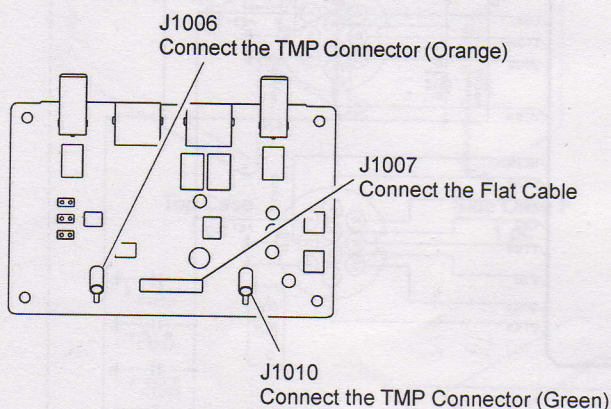 J1006
Connect the TMP Connector (Orange)
J1007
Connect the Flat Cable
J1010
Connect the TMP Connector (Green)